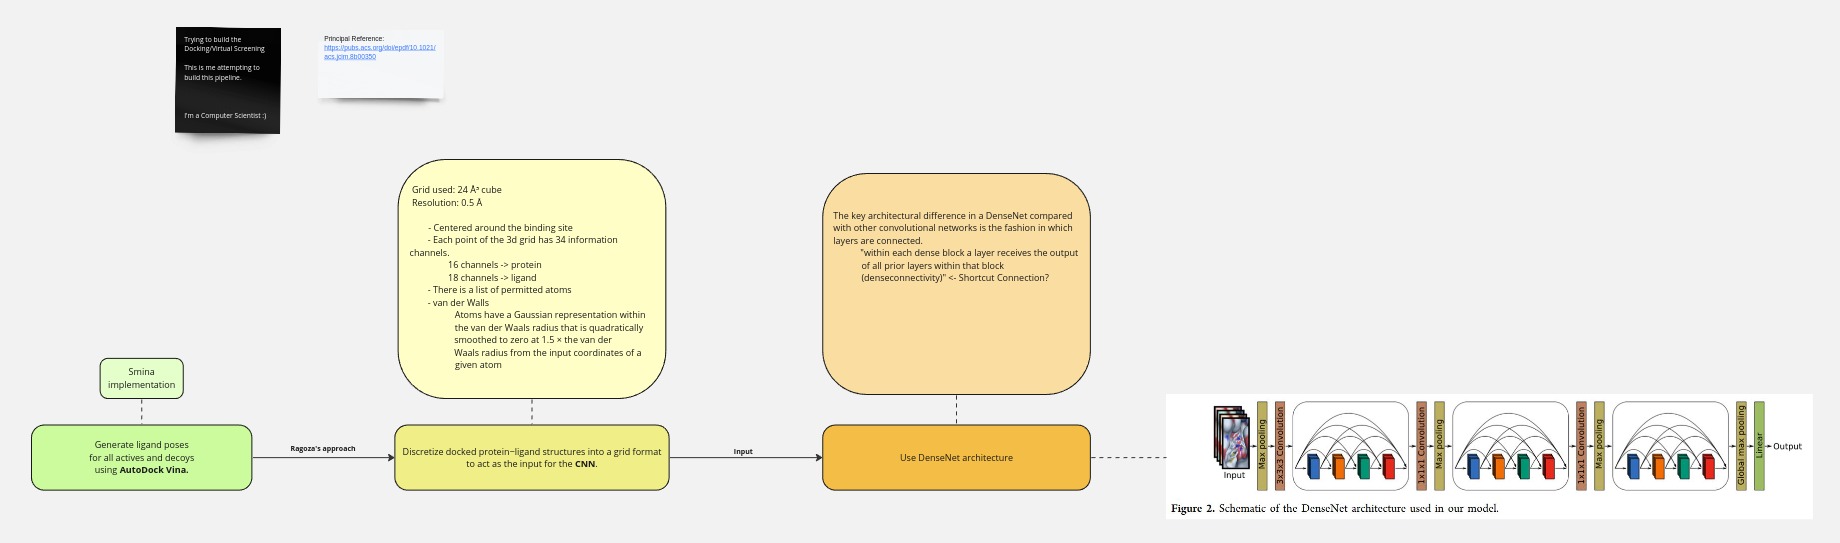 Trying to build the
Docking/Virtual Screening
This is me attempting to
build this pipeline.
I'm a Computer Scientist :)
Principal Reference:
https://pubs.acs.org/doi/epdf/10.1021/
acs.jcim.8b00350
Grid used: 24 Å³ cube
Resolution: 0.5 Å
- Centered around the binding site
- Each point of the 3d grid has 34 information
channels.
16 channels -> protein
18 channels -> ligand
- There is a list of permitted atoms
- van der Walls
Atoms have a Gaussian representation within
the van der Waals radius that is quadratically
smoothed to zero at 1.5 × the van der
Waals radius from the input coordinates of a
given atom
The key architectural difference in a DenseNet compared
with other convolutional networks is the fashion in which
layers are connected.
"within each dense block a layer receives the output
of all prior layers within that block
(denseconnectivity)" <- Shortcut Connection?
Smina
implementation
Generate ligand poses
for all actives and decoys
using AutoDock Vina.
Ragoza's approach
Discretize docked protein−ligand structures into a grid format
to act as the input for the CNN.
Input
Use DenseNet architecture
Input
Max pooling
3x3x3 Convolution
1x1x1 Convolution
Max pooling
1x1x1 Convolution
Max pooling
Global max pooling
Linear
Output
Figure 2. Schematic of the DenseNet architecture used in our model.